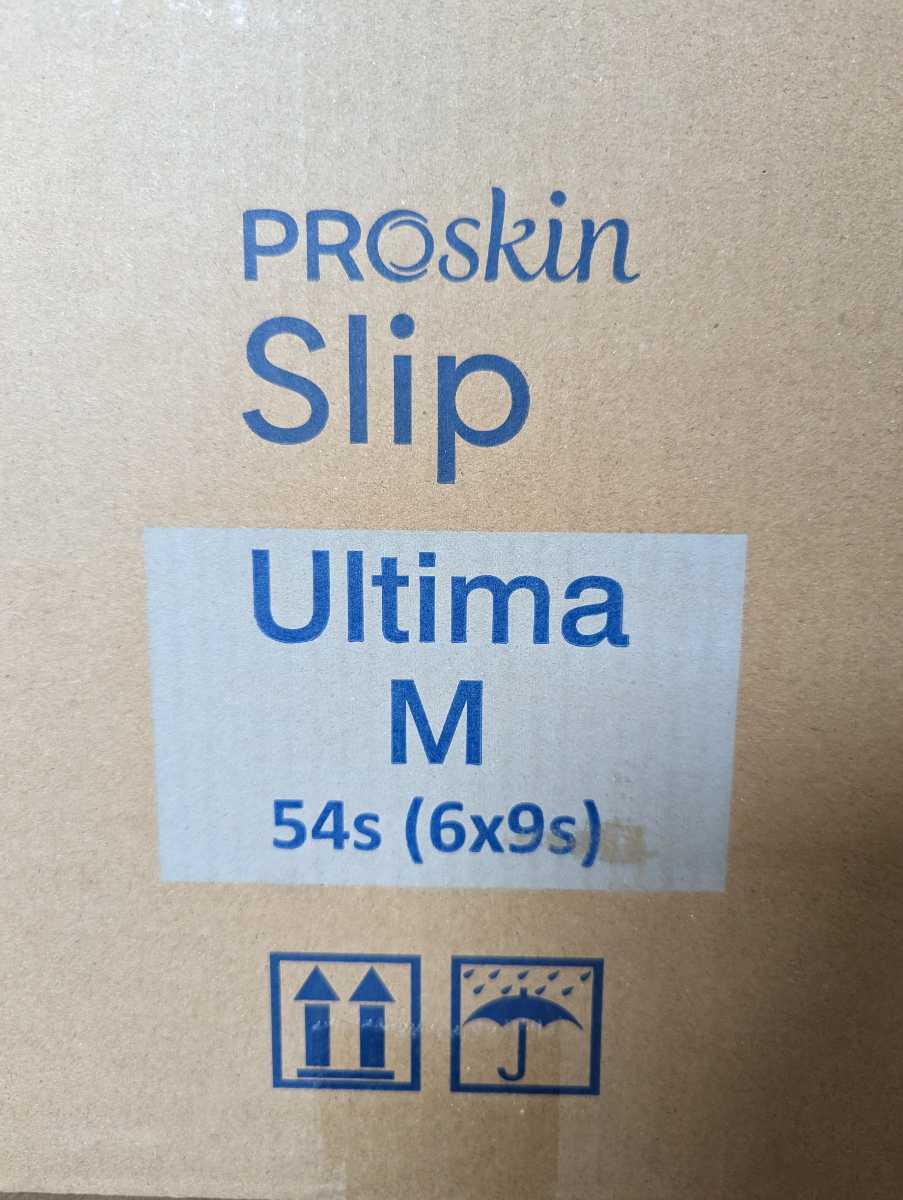 PROskin
Slip
Ultima
M
54s (6x9s)